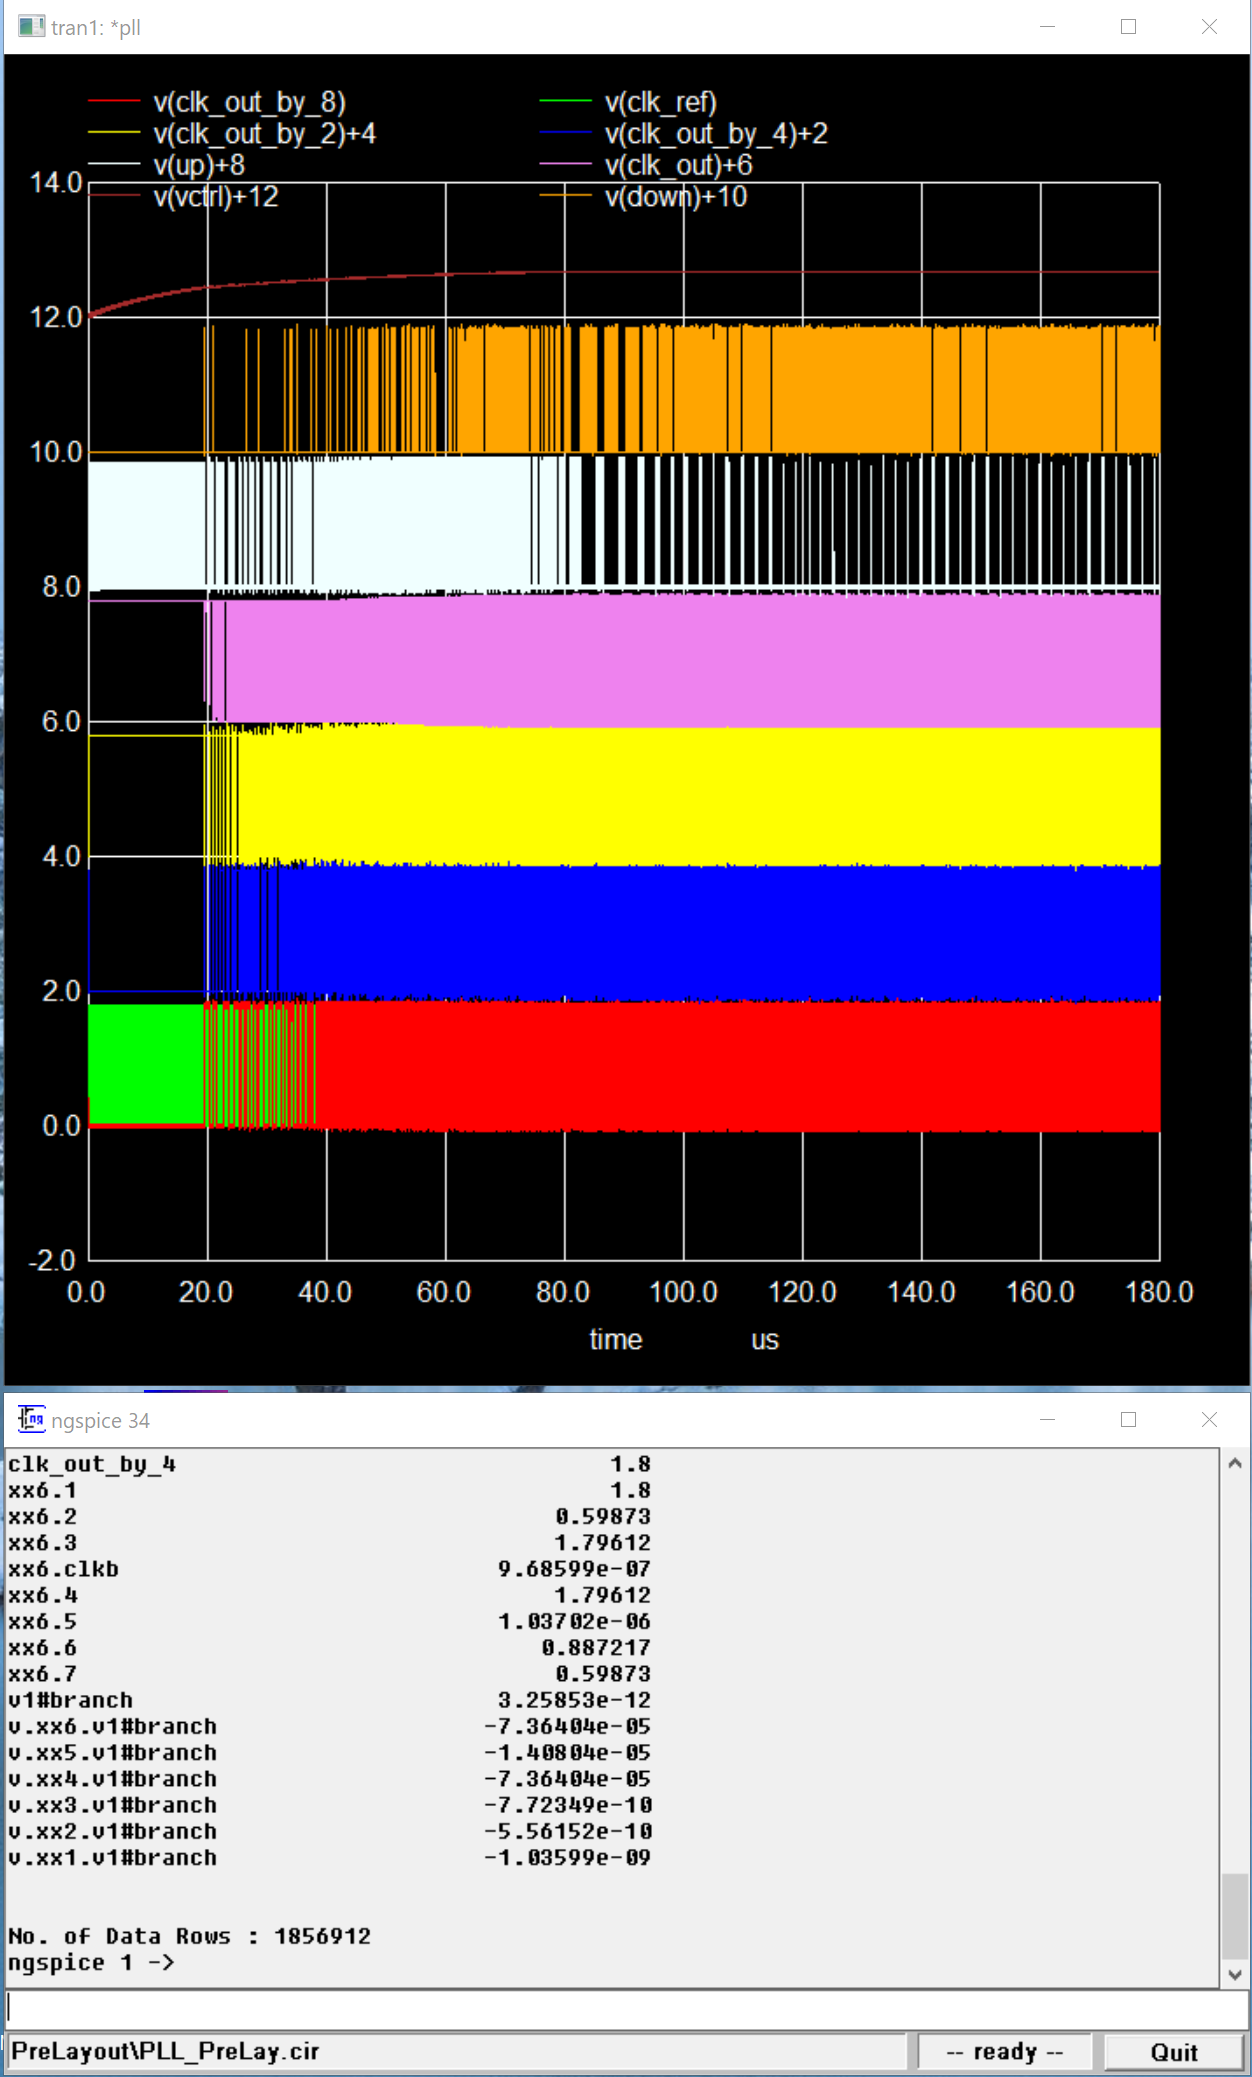 tran1: *pll
v(clk_out_by_8) v(clk_ref)
v(clk_out_by_2)+4 v(clk_out_by_4)+2
v(up)+8 v(clk_out)+6
14.0 v(vctrl)+12 v(down)+10
12.0
10.0
8.0
6.0
4.0
2.0
0.0
-2.0
0.0 20.0 40.0 60.0 80.0 100.0 120.0 140.0 160.0 180.0
time us
ngspice 34
clk_out_by_4 1.8
xx6.1 1.8
xx6.2 0.59873
xx6.3 1.79612
xx6.clkb 9.68599e-07
xx6.4 1.79612
xx6.5 1.03702e-06
xx6.6 0.887217
xx6.7 0.59873
v1#branch 3.25853e-12
v.xx6.v1#branch -7.36404e-05
v.xx5.v1#branch -1.40804e-05
v.xx4.v1#branch -7.36404e-05
v.xx3.v1#branch -7.72349e-10
v.xx2.v1#branch -5.56152e-10
v.xx1.v1#branch -1.03599e-09
No. of Data Rows : 1856912
ngspice 1 ->
PreLayout\PLL_PreLay.cir -- ready -- Quit